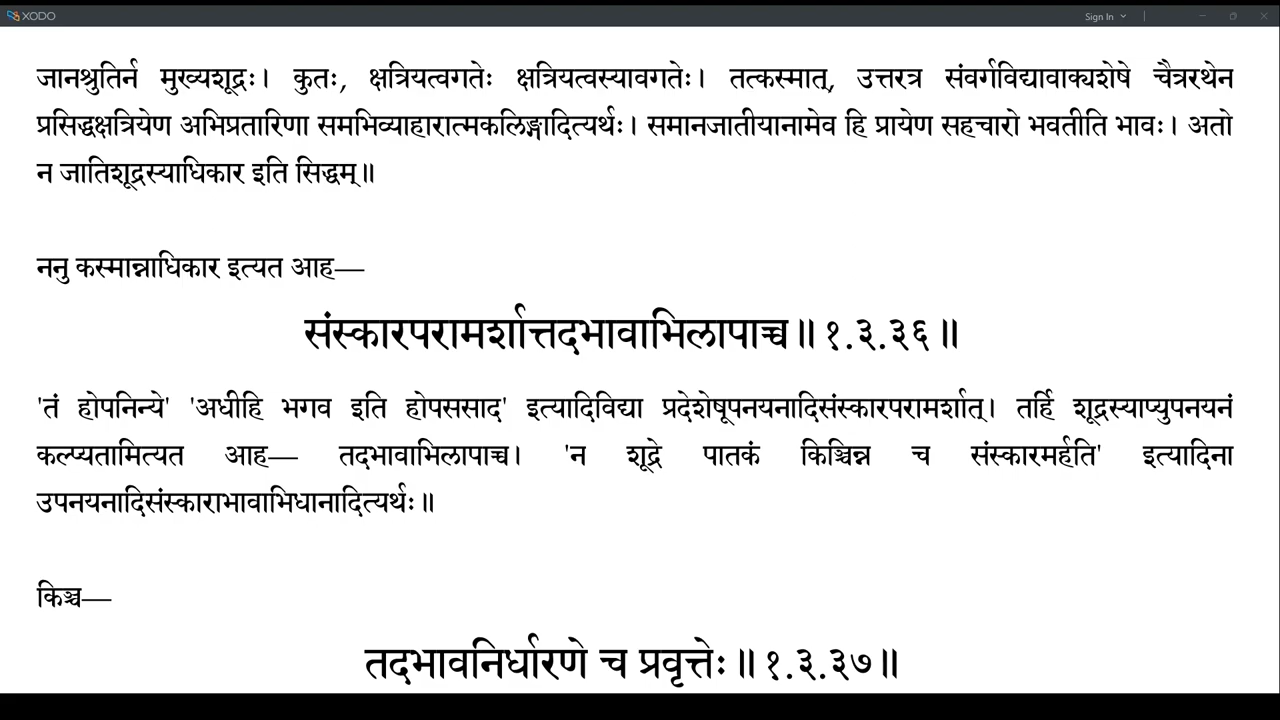 XODO
Sign In
जानश्रुतिर्न मुख्यशूद्रः। कुतः, क्षत्रियत्वगतेः क्षत्रियत्वस्यावगतेः। तत्कस्मात्, उत्तरत्र संवर्गविद्यावाक्यशेषे चैत्ररथेन
प्रसिद्धक्षत्रियेण अभिप्रतारिणा समभिव्याहारात्मकलिङ्गादित्यर्थः। समानजातीयानामेव हि प्रायेण सहचारो भवतीति भावः। अतो
न जातिशूद्रस्याधिकार इति सिद्धम्॥
ननु कस्मान्नाधिकार इत्यत आह—
संस्कारपरामर्शात्तदभावाभिलापाच्च॥ १.३.३६॥
'तं होपनिन्ये' 'अधीहि भगव इति होपससाद' इत्यादिविद्या प्रदेशेषूपनयनादिसंस्कारपरामर्शात्। तर्हि शूद्रस्याप्युपनयनं
कल्प्यतामित्यत आह— तदभावाभिलापाच्च। 'न शूद्रे पातकं किञ्चिन्न च संस्कारमर्हति' इत्यादिना
उपनयनादिसंस्काराभावाभिधानादित्यर्थः॥
किञ्च—
तदभावनिर्धारणे च प्रवृत्तेः॥ १.३.३७॥